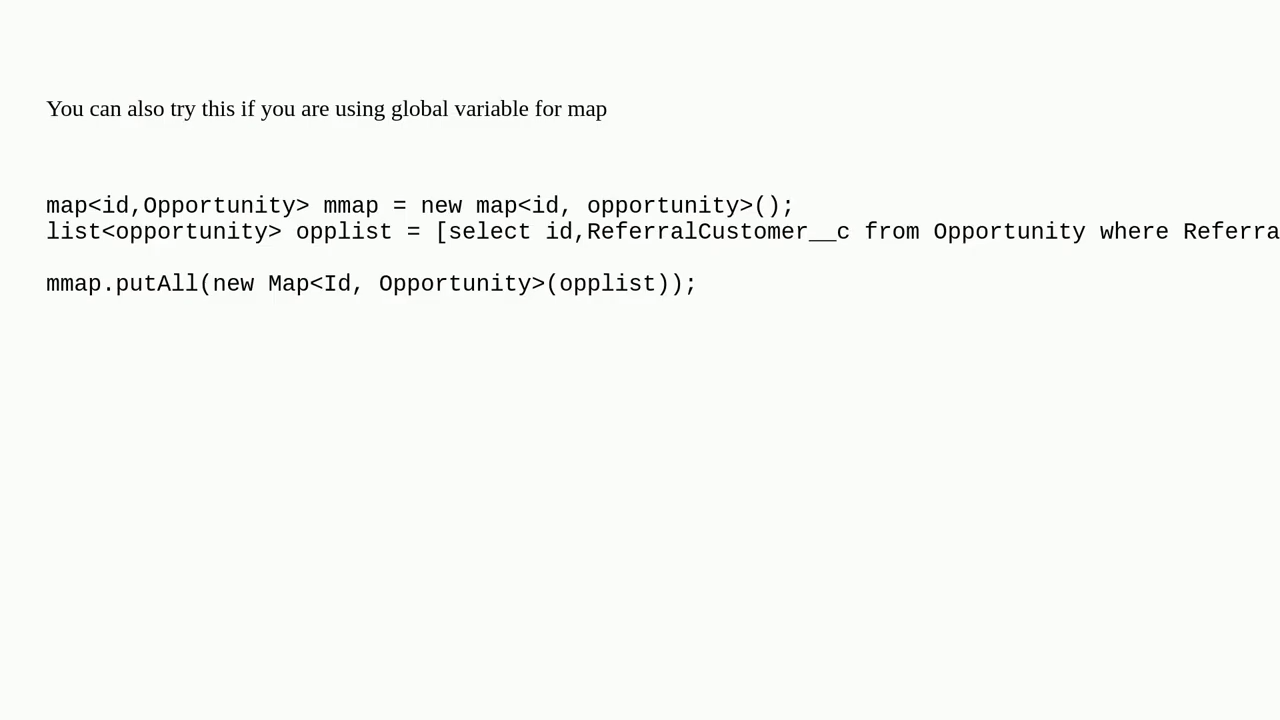 You can also try this if you are using global variable for map
map<id,Opportunity> mmap = new map<id, opportunity>();
list<opportunity> opplist = [select id,ReferralCustomer__c from Opportunity where Referra
mmap.putAll(new Map<Id, Opportunity>(opplist));